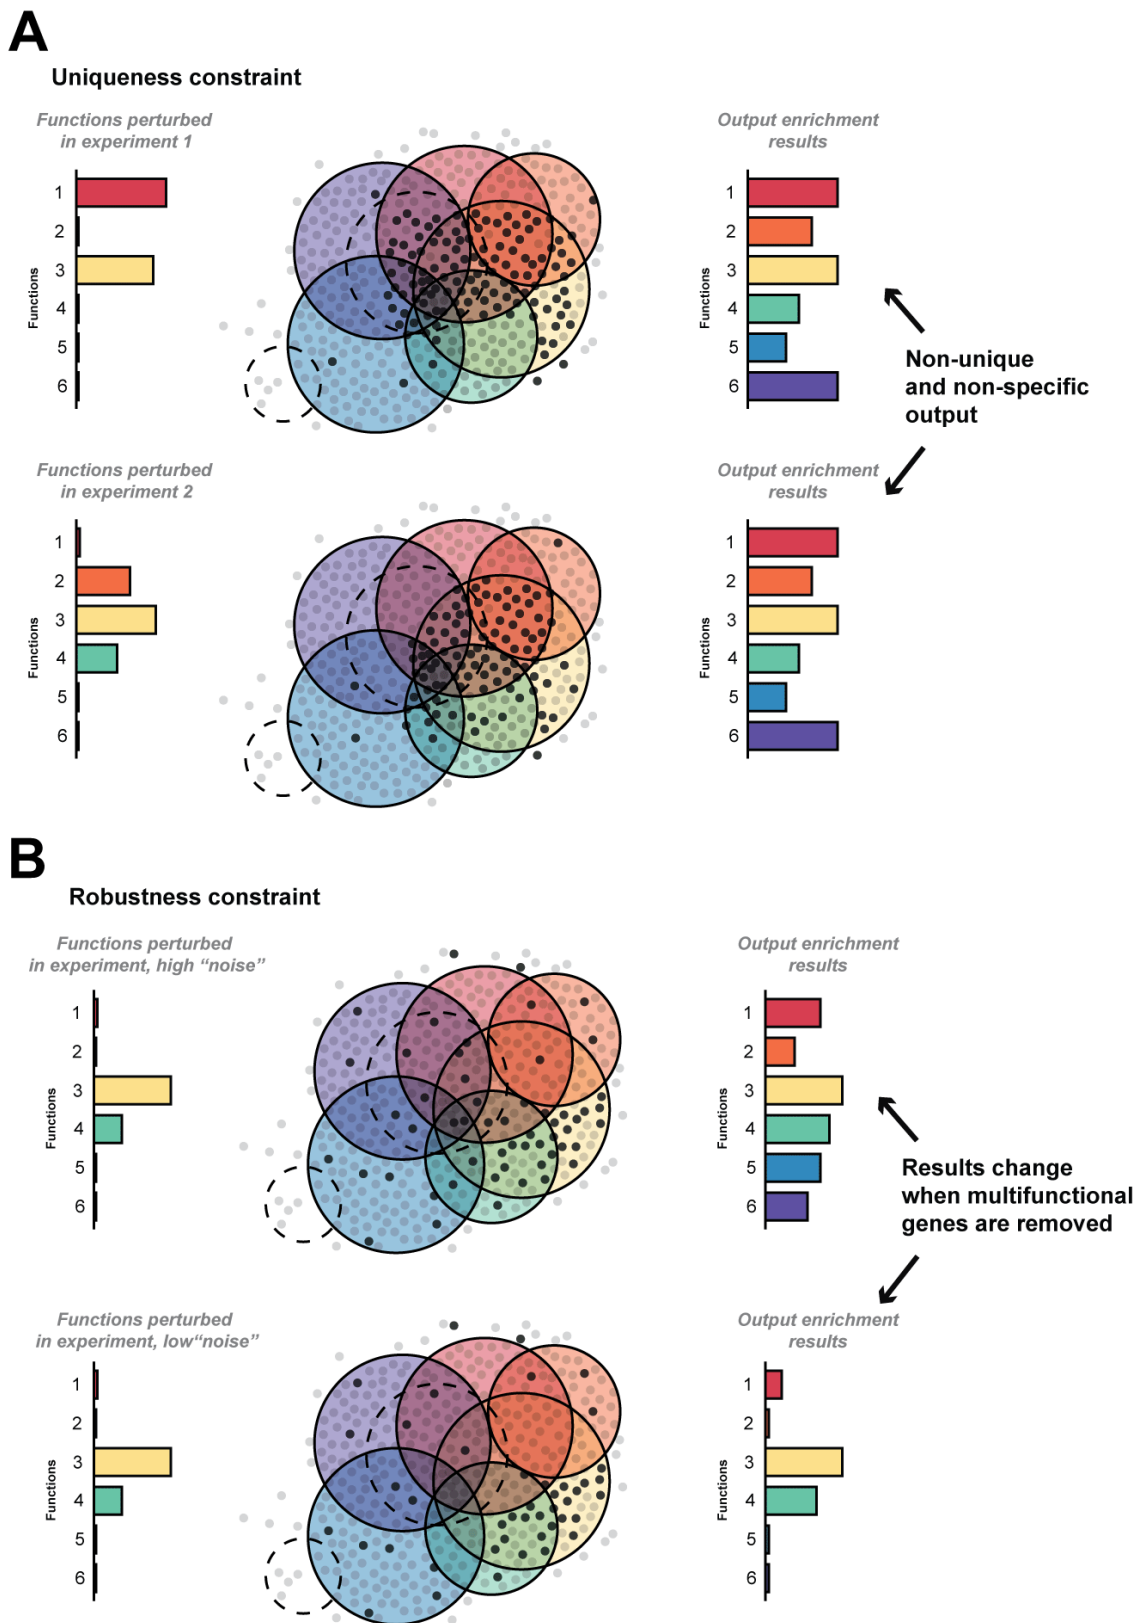 A
Uniqueness constraint
Functions perturbed
in experiment 1
Functions
1
2
3
4
5
6
Output enrichment
results
Functions
1
2
3
4
5
6
Non-unique
and non-specific
output
Functions perturbed
in experiment 2
Functions
1
2
3
4
5
6
Output enrichment
results
Functions
1
2
3
4
5
6
B
Robustness constraint
Functions perturbed
in experiment, high “noise”
Functions
1
2
3
4
5
6
Output enrichment
results
Functions
1
2
3
4
5
6
Results change
when multifunctional
genes are removed
Functions perturbed
in experiment, low“noise”
Functions
1
2
3
4
5
6
Output enrichment
results
Functions
1
2
3
4
5
6